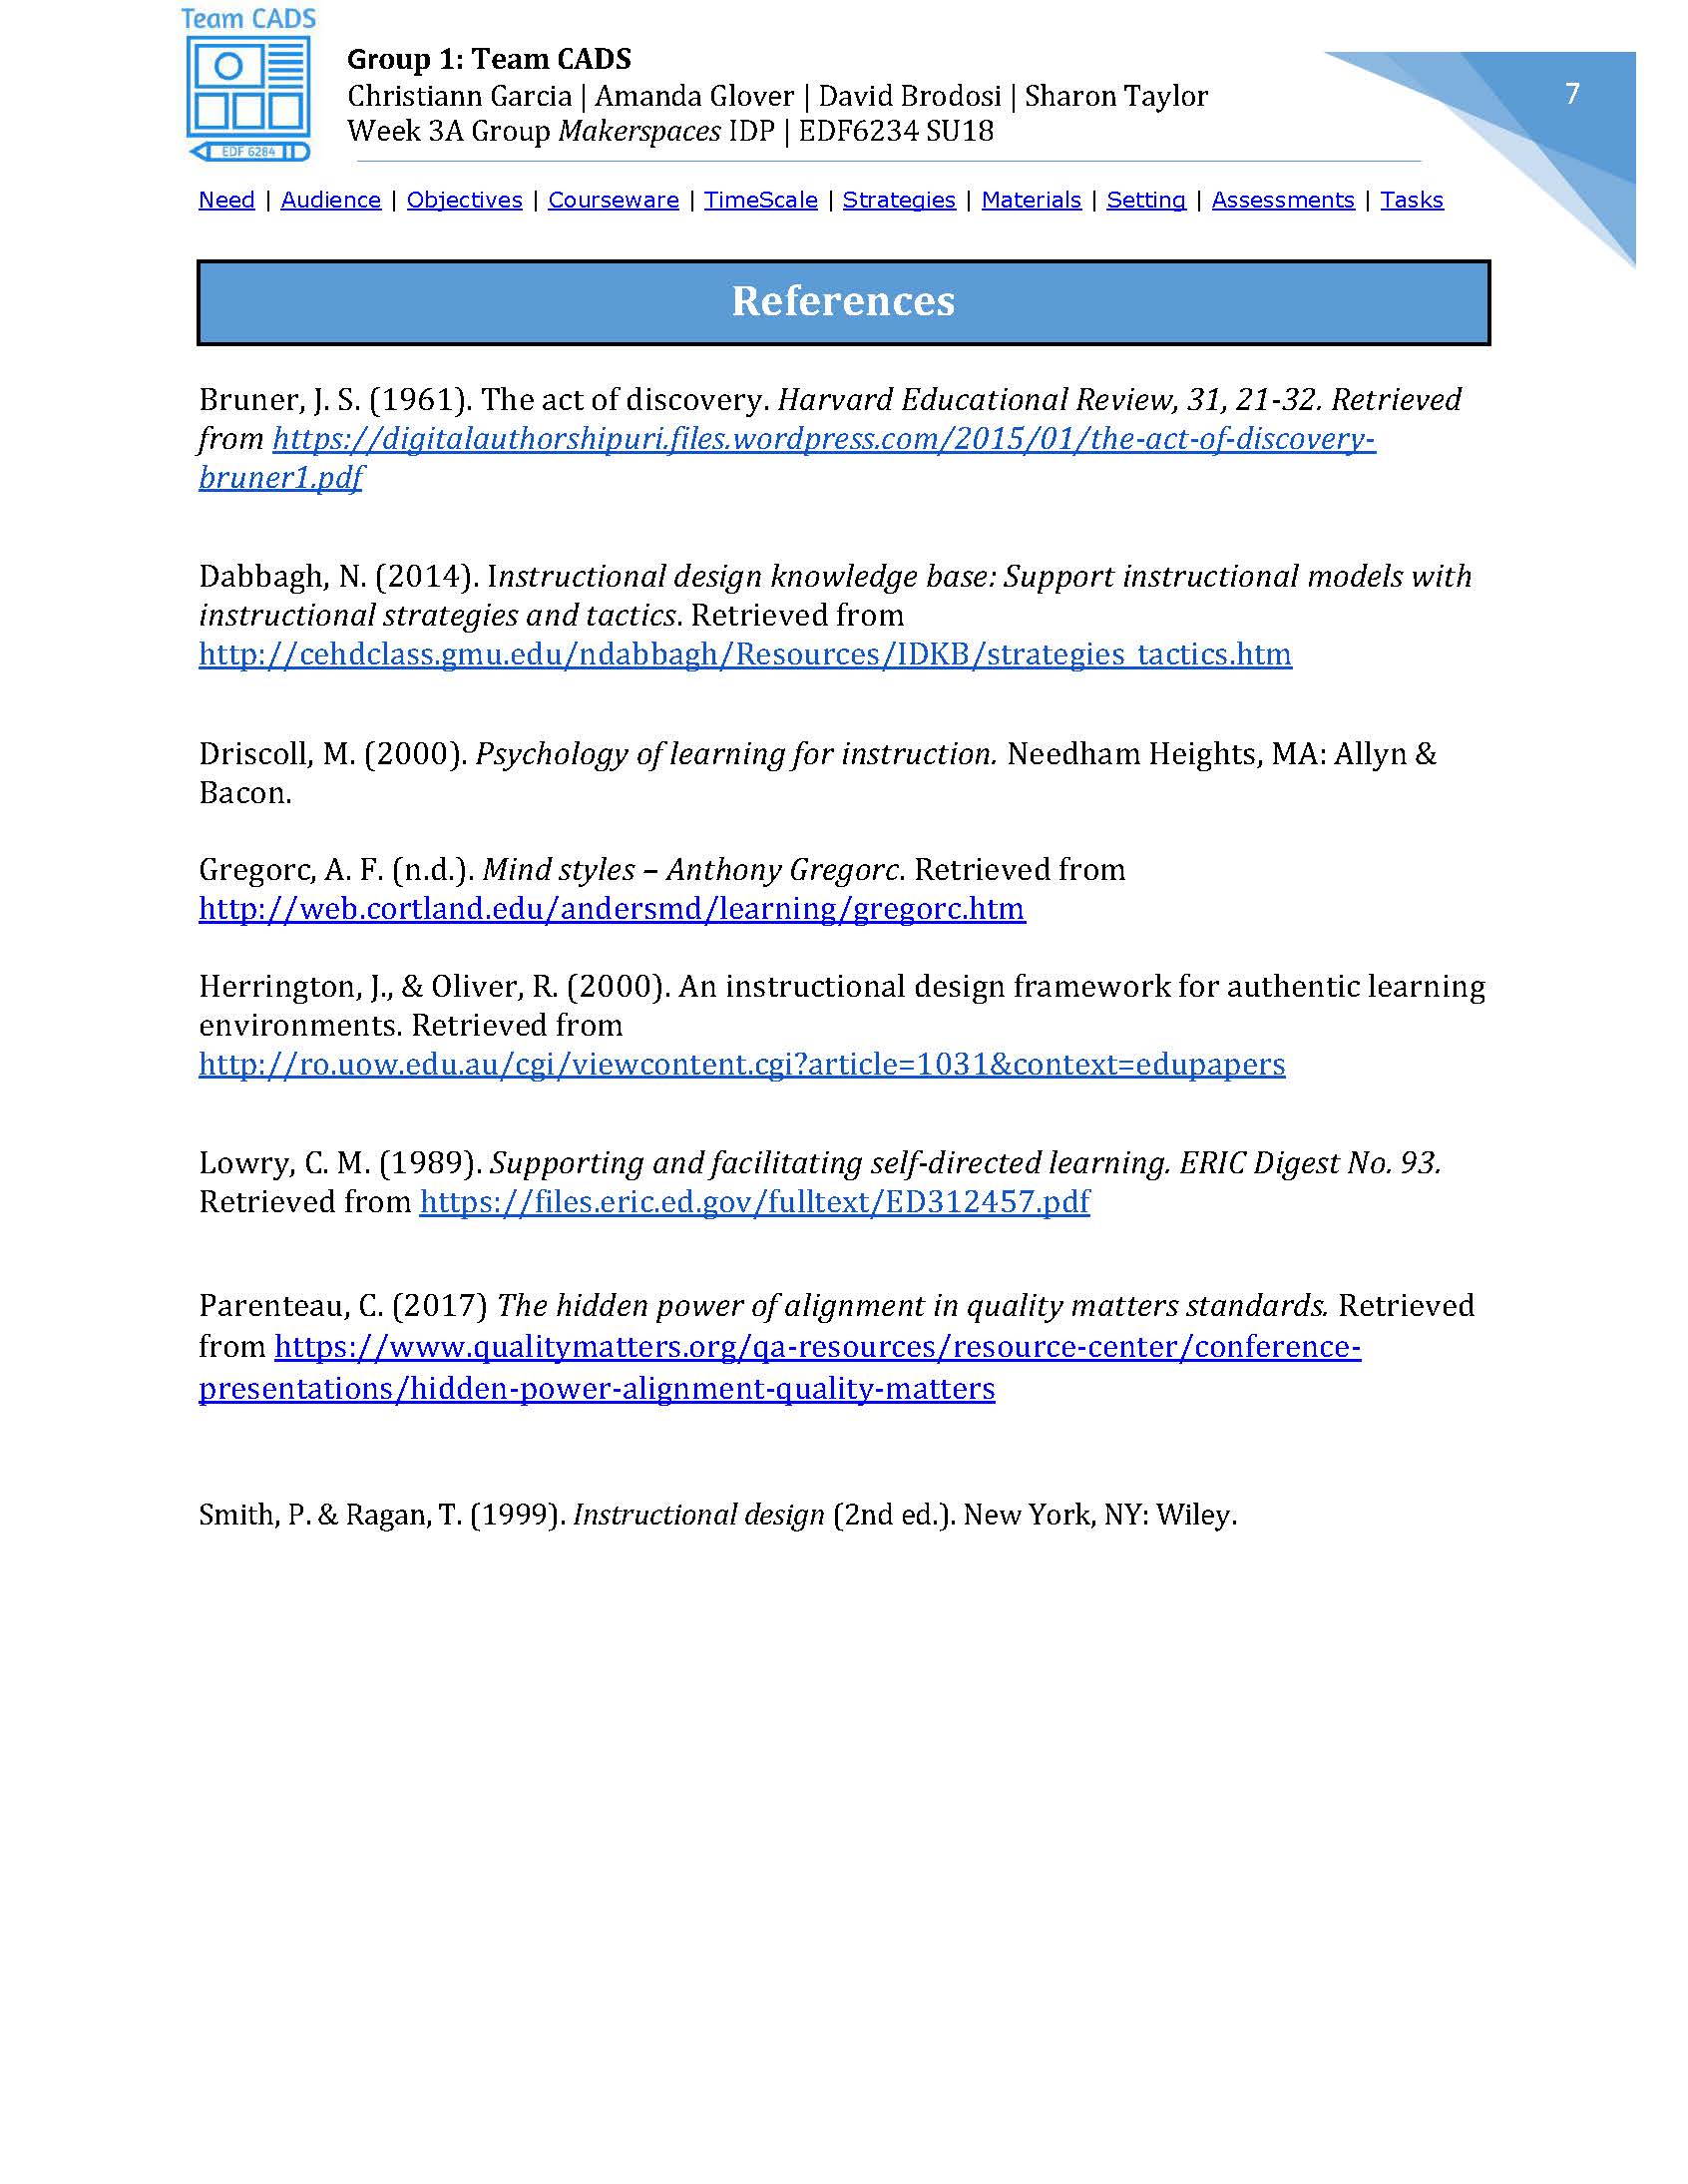 Team CADS
EDF 6284
Group 1: Team CADS
Christiann Garcia | Amanda Glover | David Brodosi | Sharon Taylor
Week 3A Group Makerspaces IDP | EDF6234 SU18
7
Need | Audience | Objectives | Courseware | TimeScale | Strategies | Materials | Setting | Assessments | Tasks
References
Bruner, J. S. (1961). The act of discovery. Harvard Educational Review, 31, 21-32. Retrieved
from https://digitalauthorshipuri.files.wordpress.com/2015/01/the-act-of-discovery-
bruner1.pdf
Dabbagh, N. (2014). Instructional design knowledge base: Support instructional models with
instructional strategies and tactics. Retrieved from
http://cehdclass.gmu.edu/ndabbagh/Resources/IDKB/strategies_tactics.htm
Driscoll, M. (2000). Psychology of learning for instruction. Needham Heights, MA: Allyn &
Bacon.
Gregorc, A. F. (n.d.). Mind styles – Anthony Gregorc. Retrieved from
http://web.cortland.edu/andersmd/learning/gregorc.htm
Herrington, J., & Oliver, R. (2000). An instructional design framework for authentic learning
environments. Retrieved from
http://ro.uow.edu.au/cgi/viewcontent.cgi?article=1031&context=edupapers
Lowry, C. M. (1989). Supporting and facilitating self-directed learning. ERIC Digest No. 93.
Retrieved from https://files.eric.ed.gov/fulltext/ED312457.pdf
Parenteau, C. (2017) The hidden power of alignment in quality matters standards. Retrieved
from https://www.qualitymatters.org/qa-resources/resource-center/conference-
presentations/hidden-power-alignment-quality-matters
Smith, P. & Ragan, T. (1999). Instructional design (2nd ed.). New York, NY: Wiley.